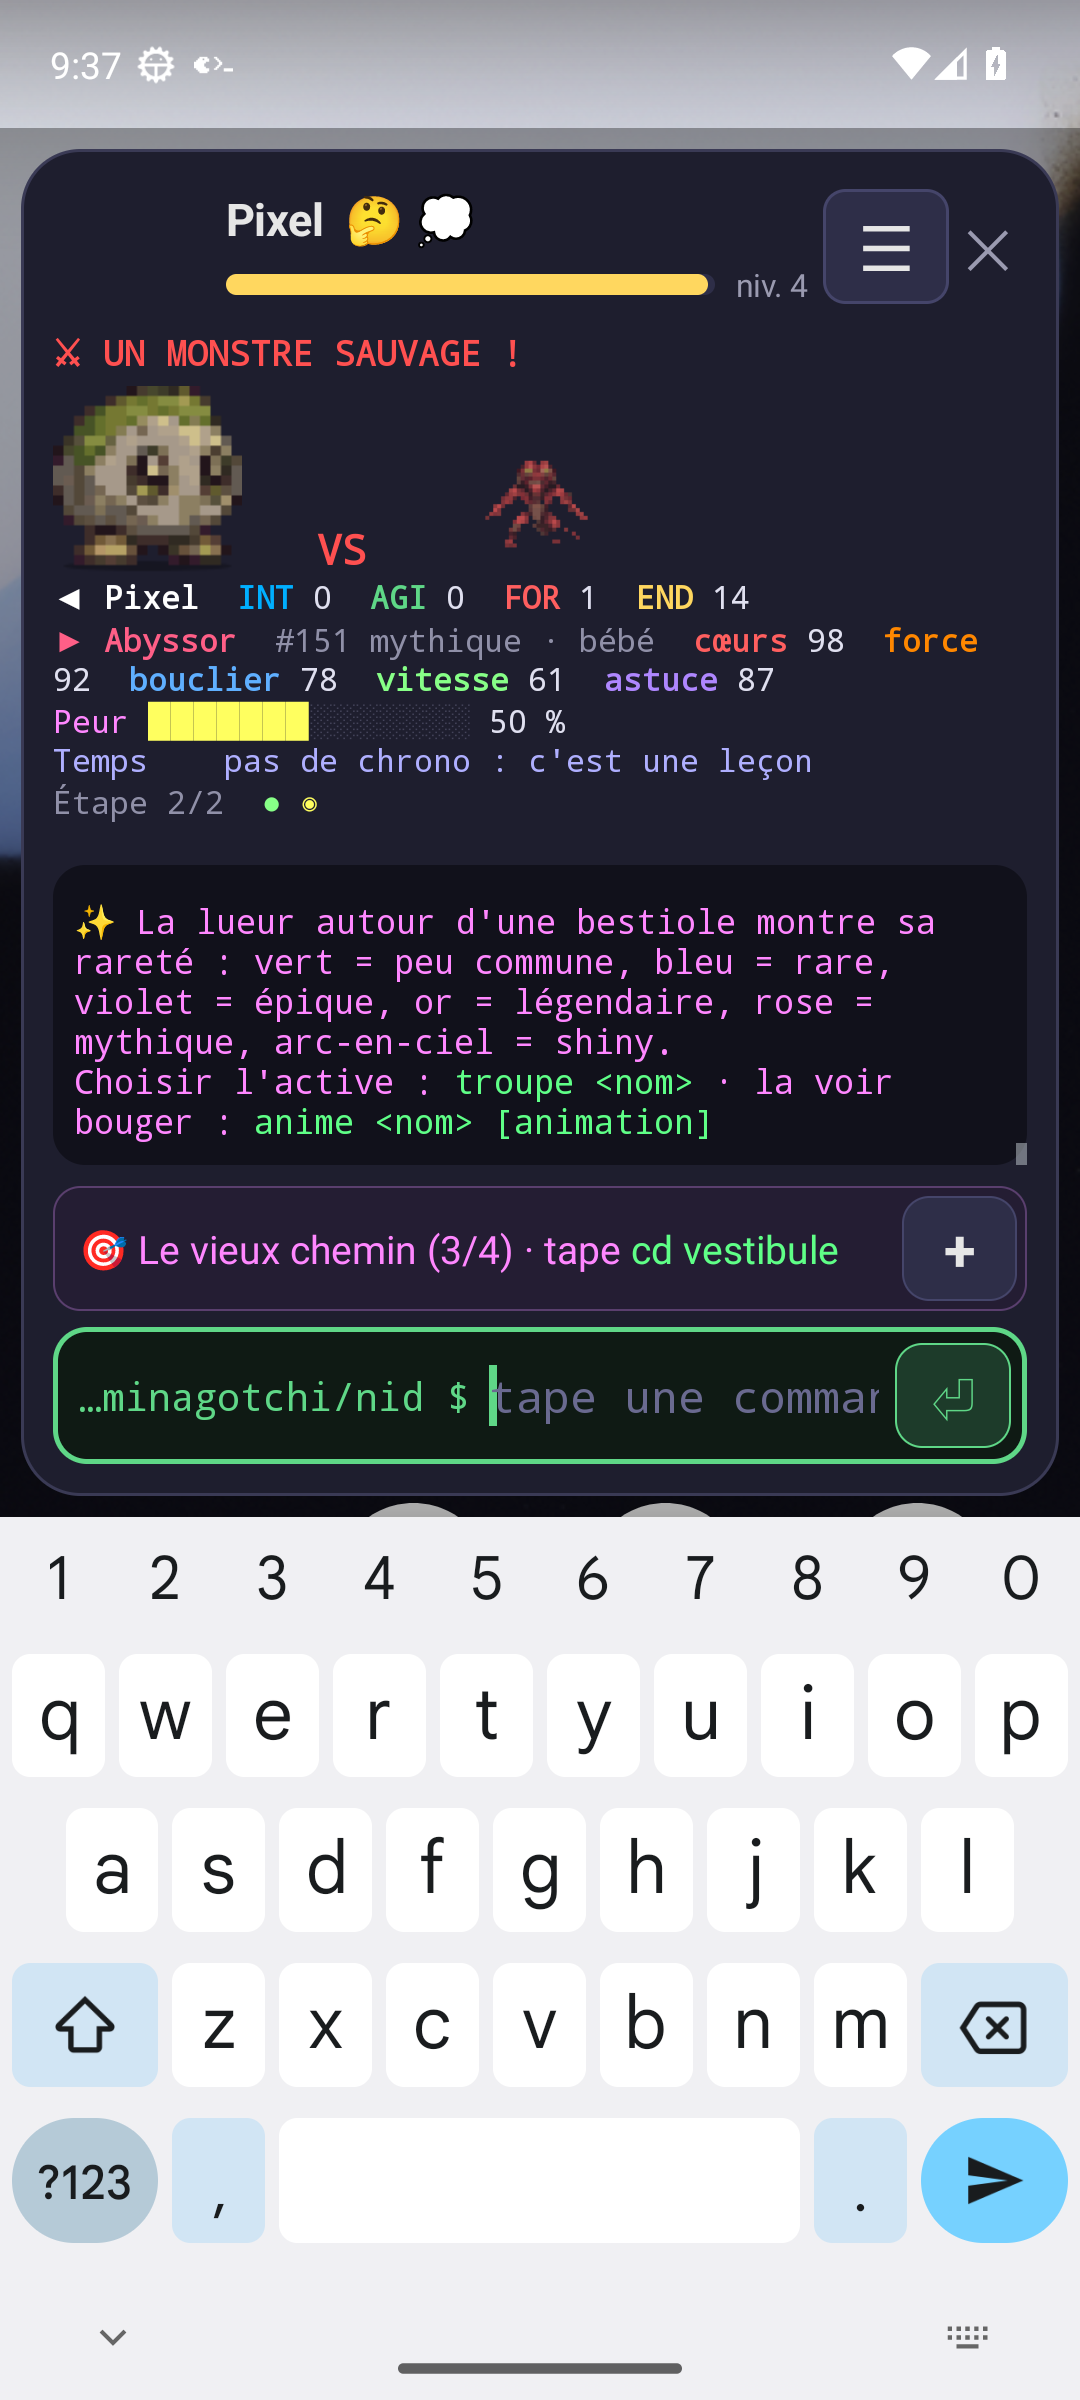 9:37
Pixel 🤔 💭
niv. 4
⚔ UN MONSTRE SAUVAGE !
VS
◀ Pixel INT 0 AGI 0 FOR 1 END 14
▶ Abyssor #151 mythique · bébé cœurs 98 force
92 bouclier 78 vitesse 61 astuce 87
Peur 50 %
Temps pas de chrono : c'est une leçon
Étape 2/2 ● ◉
✨ La lueur autour d'une bestiole montre sa
rareté : vert = peu commune, bleu = rare,
violet = épique, or = légendaire, rose =
mythique, arc-en-ciel = shiny.
Choisir l'active : troupe <nom> · la voir
bouger : anime <nom> [animation]
🎯 Le vieux chemin (3/4) · tape cd vestibule
+
…minagotchi/nid $ tape une comman
1 2 3 4 5 6 7 8 9 0
q w e r t y u i o p
a s d f g h j k l
z x c v b n m
?123 , .